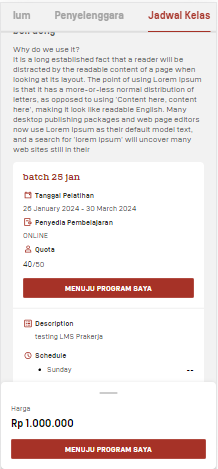 lum Penyelenggara Jadwal Kelas
Why do we use it?
It is a long established fact that a reader will be
distracted by the readable content of a page when
looking at its layout. The point of using Lorem Ipsum
is that it has a more-or-less normal distribution of
letters, as opposed to using 'Content here, content
here', making it look like readable English. Many
desktop publishing packages and web page editors
now use Lorem Ipsum as their default model text,
and a search for 'lorem ipsum' will uncover many
web sites still in their
batch 25 jan
Tanggal Pelatihan
26 January 2024 - 30 March 2024
Penyedia Pembelajaran
ONLINE
Quota
40/50
MENUJU PROGRAM SAYA
Description
testing LMS Prakerja
Schedule
• Sunday --
Harga
Rp 1.000.000
MENUJU PROGRAM SAYA